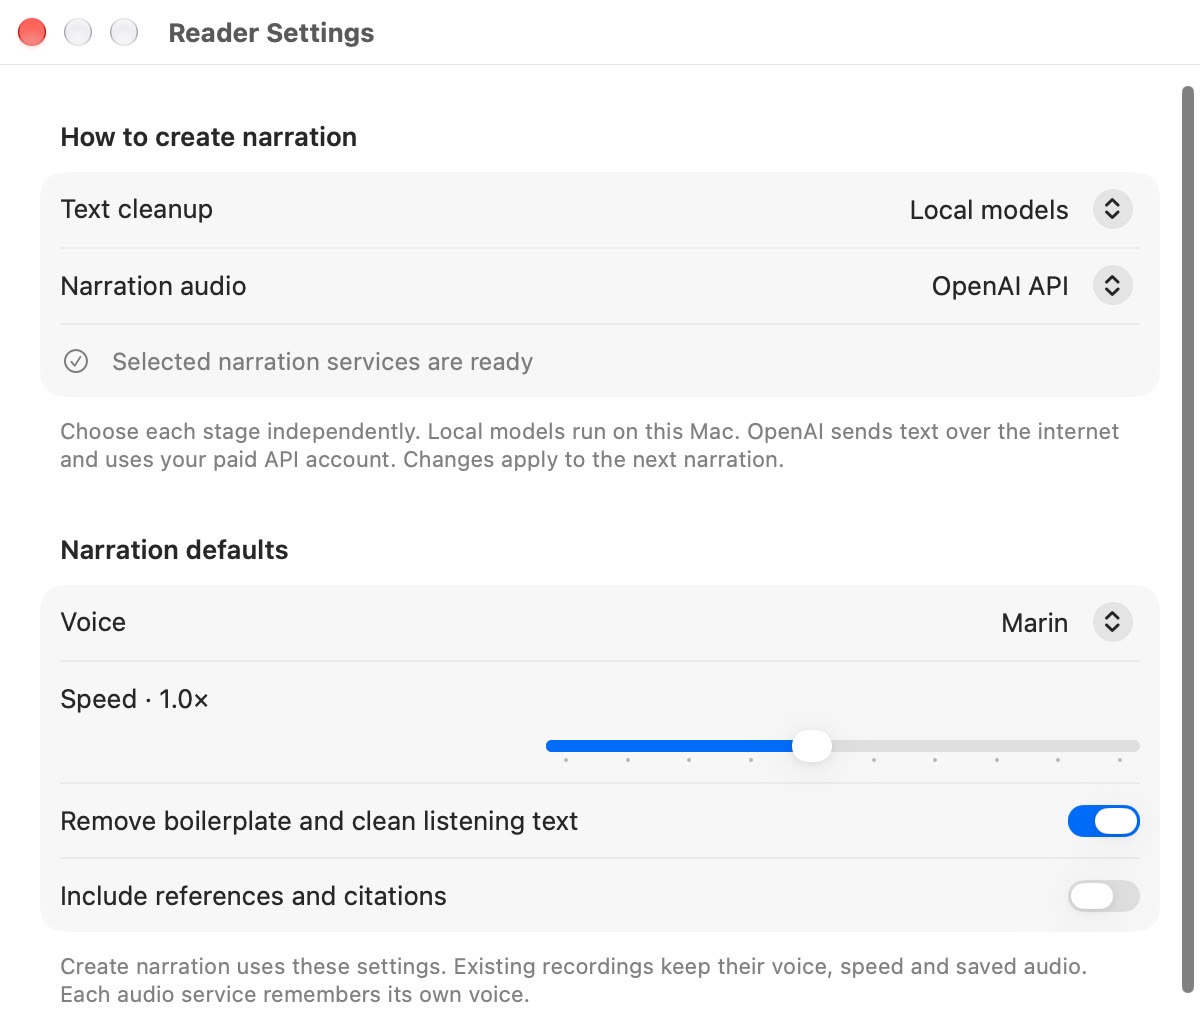 Reader Settings
How to create narration
Text cleanup
Local models
Narration audio
OpenAI API
Selected narration services are ready
Choose each stage independently. Local models run on this Mac. OpenAI sends text over the internet
and uses your paid API account. Changes apply to the next narration.
Narration defaults
Voice
Marin
Speed · 1.0×
Remove boilerplate and clean listening text
Include references and citations
Create narration uses these settings. Existing recordings keep their voice, speed and saved audio.
Each audio service remembers its own voice.